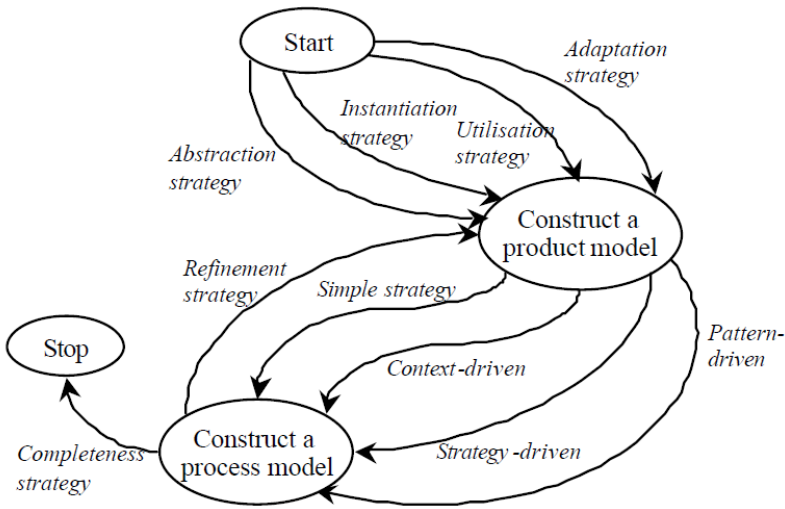 Start
Adaptation
strategy
Instantiation
strategy
Utilisation
strategy
Abstraction
strategy
Construct a
product model
Refinement
strategy
Simple strategy
Stop
Context-driven
Pattern-
driven
Construct a
process model
Completeness
strategy
Strategy-driven